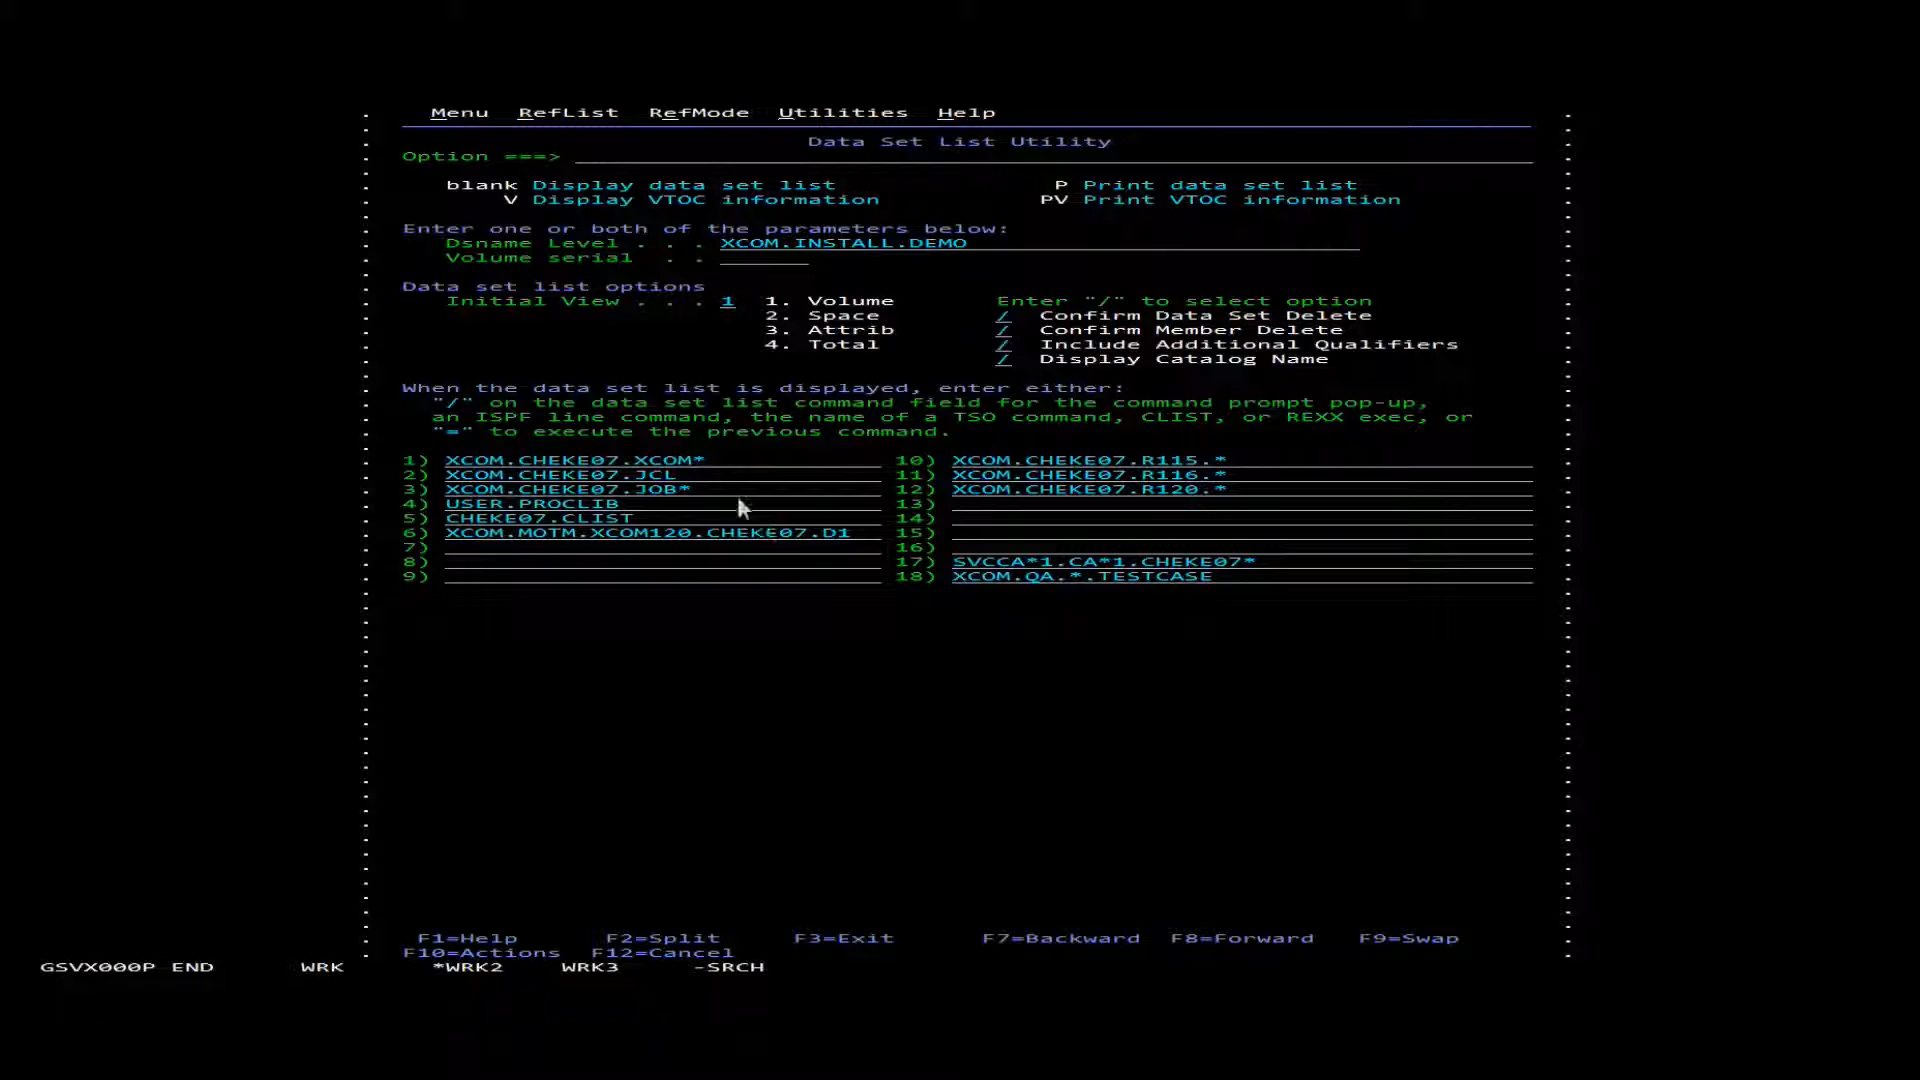 Menu RefList RefMode Utilities Help
Data Set List Utility
Option ===>
blank Display data set list P Print data set list
V Display VTOC information PV Print VTOC information
Enter one or both of the parameters below:
Dsname Level . . . XCOM.INSTALL.DEMO
Volume serial . .
Data set list options
Initial View . . . 1 1. Volume Enter "/" to select option
2. Space / Confirm Data Set Delete
3. Attrib / Confirm Member Delete
4. Total / Include Additional Qualifiers
/ Display Catalog Name
When the data set list is displayed, enter either:
"/" on the data set list command field for the command prompt pop-up,
an ISPF line command, the name of a TSO command, CLIST, or REXX exec, or
"=" to execute the previous command.
1) XCOM.CHEKE07.XCOM* 10) XCOM.CHEKE07.R115.*
2) XCOM.CHEKE07.JCL 11) XCOM.CHEKE07.R116.*
3) XCOM.CHEKE07.JOB* 12) XCOM.CHEKE07.R120.*
4) USER.PROCLIB 13)
5) CHEKE07.CLIST 14)
6) XCOM.MOTM.XCOM120.CHEKE07.D1 15)
7) 16)
8) 17) SVCCA*1.CA*1.CHEKE07*
9) 18) XCOM.QA.*.TESTCASE
F1=Help F2=Split F3=Exit F7=Backward F8=Forward F9=Swap
F10=Actions F12=Cancel
GSVX000P END WRK *WRK2 WRK3 -SRCH